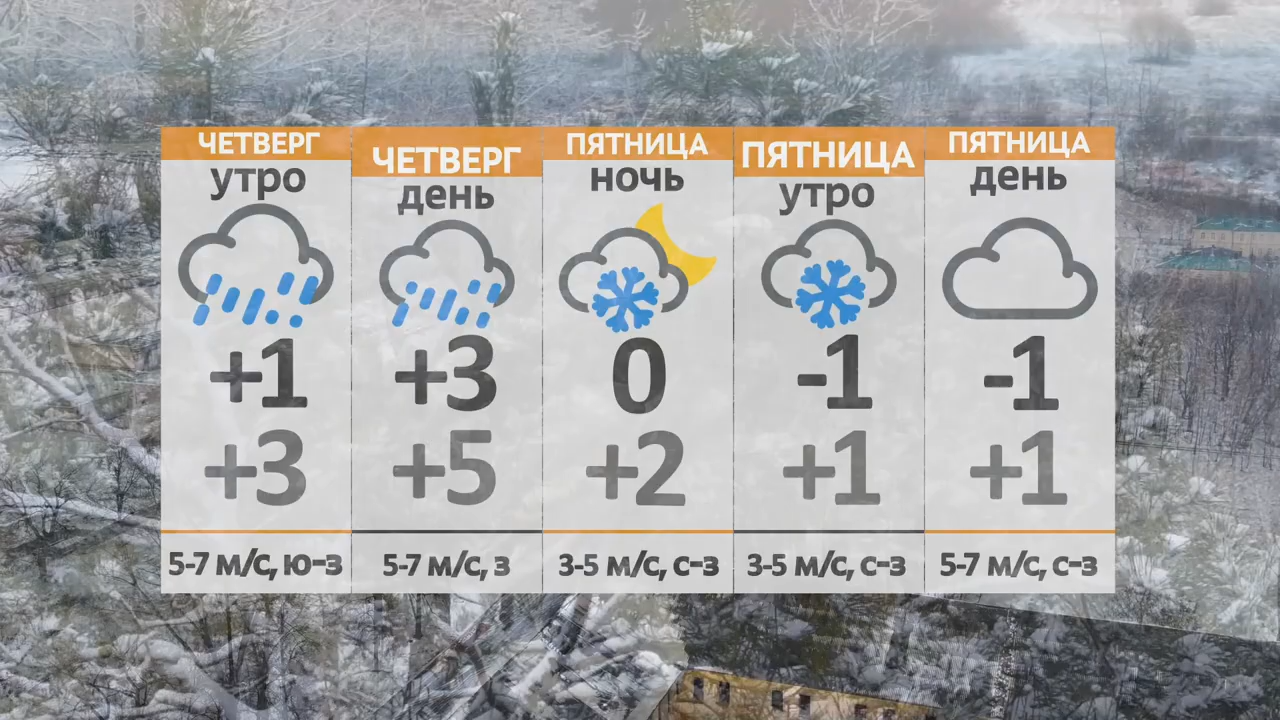 ЧЕТВЕРГ
утро
+1
+3
5-7 м/с, ю-з
ЧЕТВЕРГ
день
+3
+5
5-7 м/с, з
ПЯТНИЦА
ночь
0
+2
3-5 м/с, с-з
ПЯТНИЦА
утро
-1
+1
3-5 м/с, с-з
ПЯТНИЦА
день
-1
+1
5-7 м/с, с-з